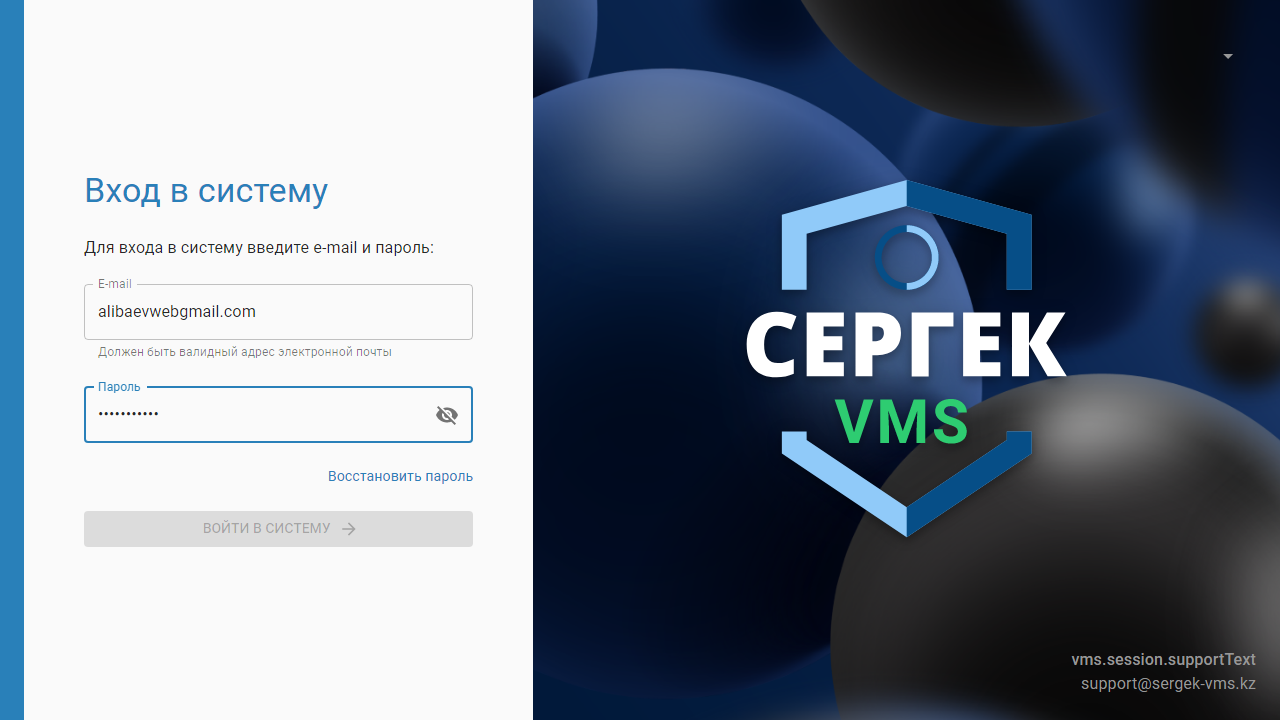 Вход в систему
Для входа в систему введите e-mail и пароль:
E-mail
alibaevwebgmail.com
Должен быть валидный адрес электронной почты
Пароль
•••••••••••
Восстановить пароль
ВОЙТИ В СИСТЕМУ
СЕРГЕК
VMS
vms.session.supportText
support@sergek-vms.kz